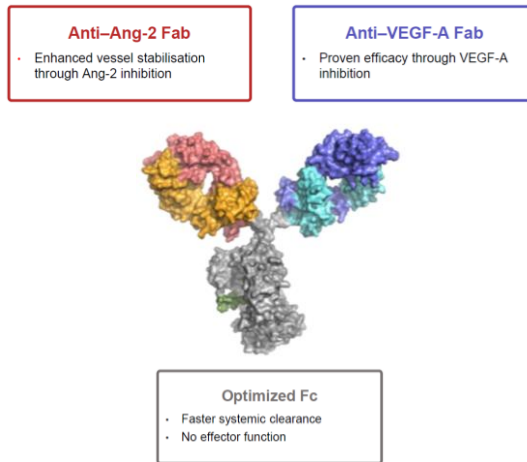 Anti–Ang-2 Fab
• Enhanced vessel stabilisation
through Ang-2 inhibition
Anti–VEGF-A Fab
• Proven efficacy through VEGF-A
inhibition
Optimized Fc
• Faster systemic clearance
• No effector function